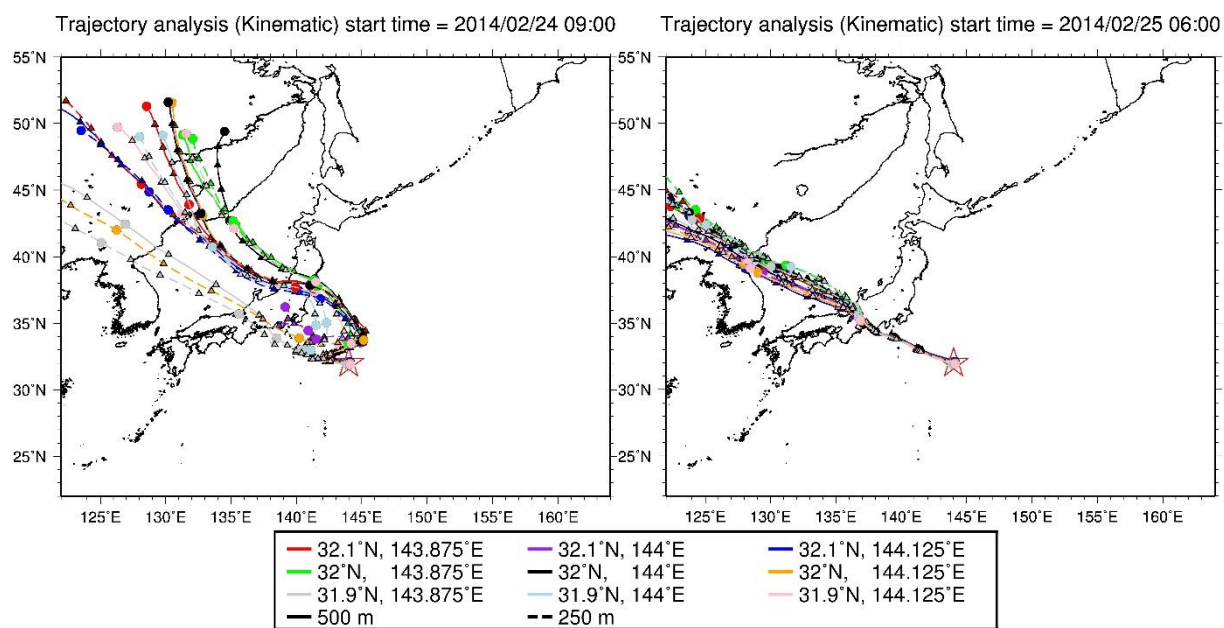 Trajectory analysis (Kinematic) start time = 2014/02/24 09:00
Trajectory analysis (Kinematic) start time = 2014/02/25 06:00
55˚N
50˚N
45˚N
40˚N
35˚N
30˚N
25˚N
125˚E 130˚E 135˚E 140˚E 145˚E 150˚E 155˚E 160˚E
55˚N
50˚N
45˚N
40˚N
35˚N
30˚N
25˚N
125˚E 130˚E 135˚E 140˚E 145˚E 150˚E 155˚E 160˚E
32.1˚N, 143.875˚E 32.1˚N, 144˚E 32.1˚N, 144.125˚E
32˚N, 143.875˚E 32˚N, 144˚E 32˚N, 144.125˚E
31.9˚N, 143.875˚E 31.9˚N, 144˚E 31.9˚N, 144.125˚E
500 m 250 m